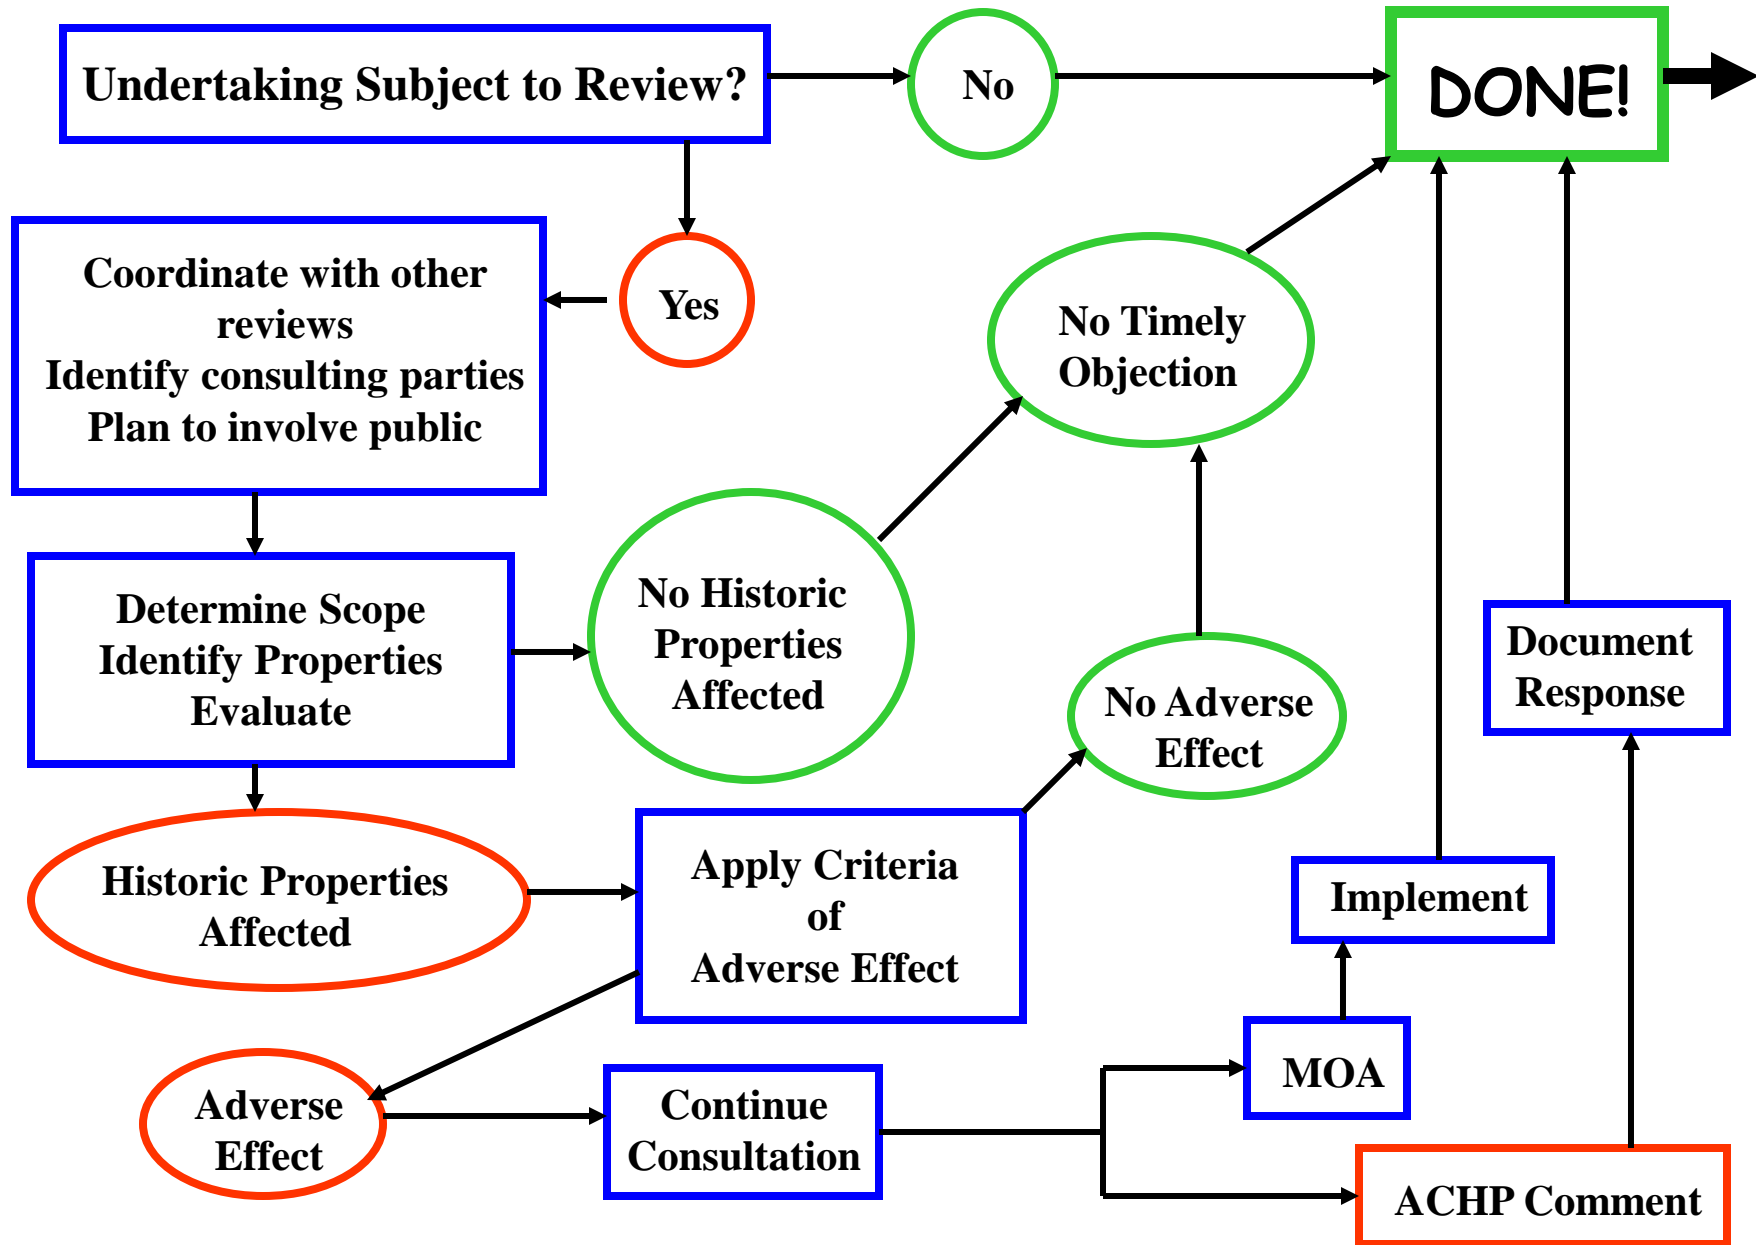 Undertaking Subject to Review?
No
DONE!
Yes
Coordinate with other
reviews
Identify consulting parties
Plan to involve public
No Timely
Objection
Determine Scope
Identify Properties
Evaluate
No Historic
Properties
Affected
No Adverse
Effect
Document
Response
Historic Properties
Affected
Apply Criteria
of
Adverse Effect
Implement
Adverse
Effect
Continue
Consultation
MOA
ACHP Comment